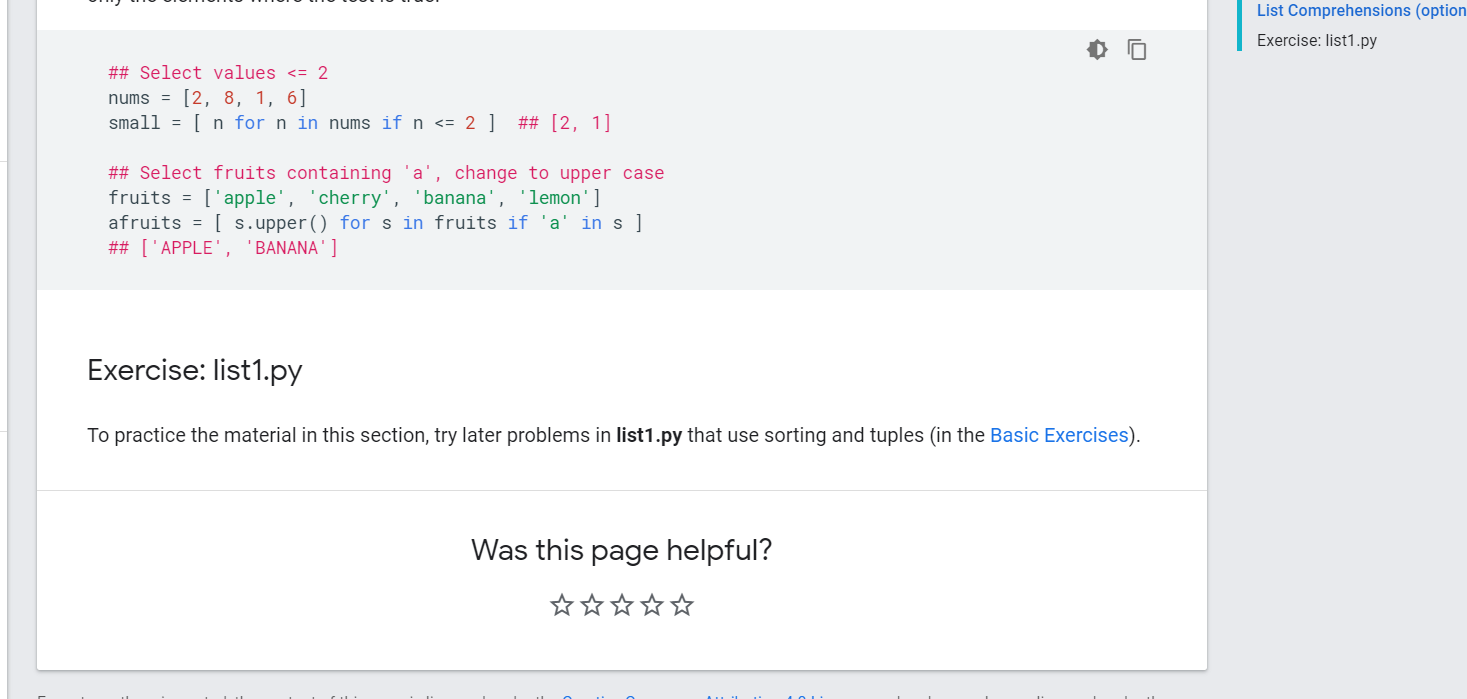 List Comprehensions (option
Exercise: list1.py
## Select values <= 2
nums = [2, 8, 1, 6]
small = [ n for n in nums if n <= 2 ]  ## [2, 1]
## Select fruits containing 'a', change to upper case
fruits = ['apple', 'cherry', 'banana', 'lemon']
afruits = [ s.upper() for s in fruits if 'a' in s ]
## ['APPLE', 'BANANA']
Exercise: list1.py
To practice the material in this section, try later problems in list1.py that use sorting and tuples (in the Basic Exercises).
Was this page helpful?